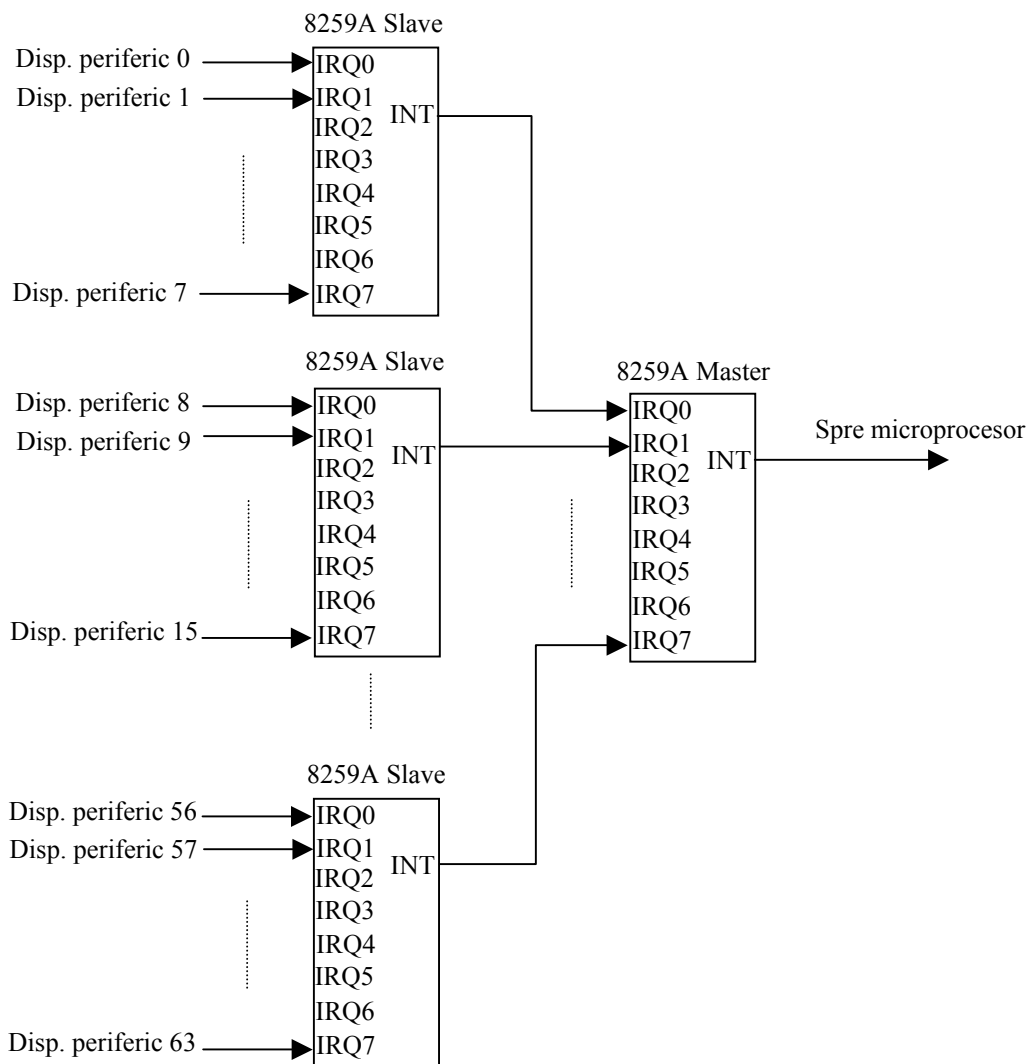 8259A Slave
Disp. periferic 0
Disp. periferic 1
Disp. periferic 7
IRQ0
IRQ1
IRQ2
IRQ3
IRQ4
IRQ5
IRQ6
IRQ7
INT
8259A Slave
Disp. periferic 8
Disp. periferic 9
Disp. periferic 15
IRQ0
IRQ1
IRQ2
IRQ3
IRQ4
IRQ5
IRQ6
IRQ7
INT
8259A Master
IRQ0
IRQ1
IRQ2
IRQ3
IRQ4
IRQ5
IRQ6
IRQ7
INT
Spre microprocesor
8259A Slave
Disp. periferic 56
Disp. periferic 57
Disp. periferic 63
IRQ0
IRQ1
IRQ2
IRQ3
IRQ4
IRQ5
IRQ6
IRQ7
INT